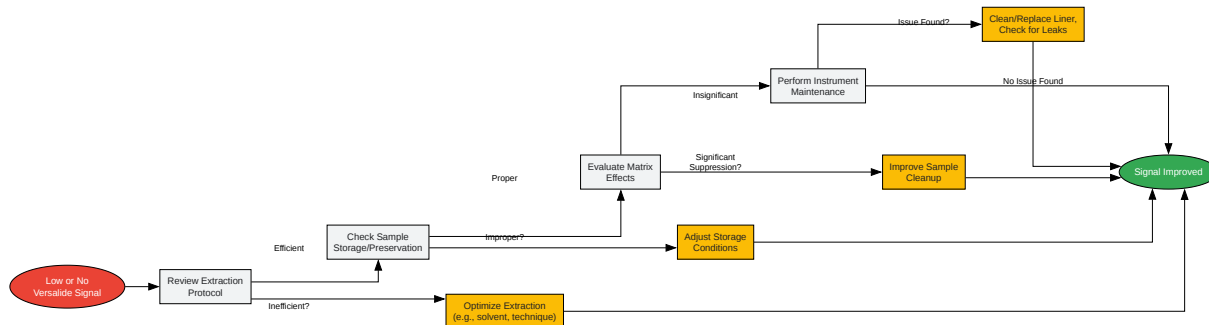 Clean/Replace Liner,
Check for Leaks
Issue Found?
Perform Instrument
Maintenance
No Issue Found
Insignificant
Evaluate Matrix
Effects
Significant
Suppression?
Improve Sample
Cleanup
Signal Improved
Proper
Check Sample
Storage/Preservation
Improper?
Efficient
Adjust Storage
Conditions
Low or No
Versalide Signal
Review Extraction
Protocol
Inefficient?
Optimize Extraction
(e.g., solvent, technique)